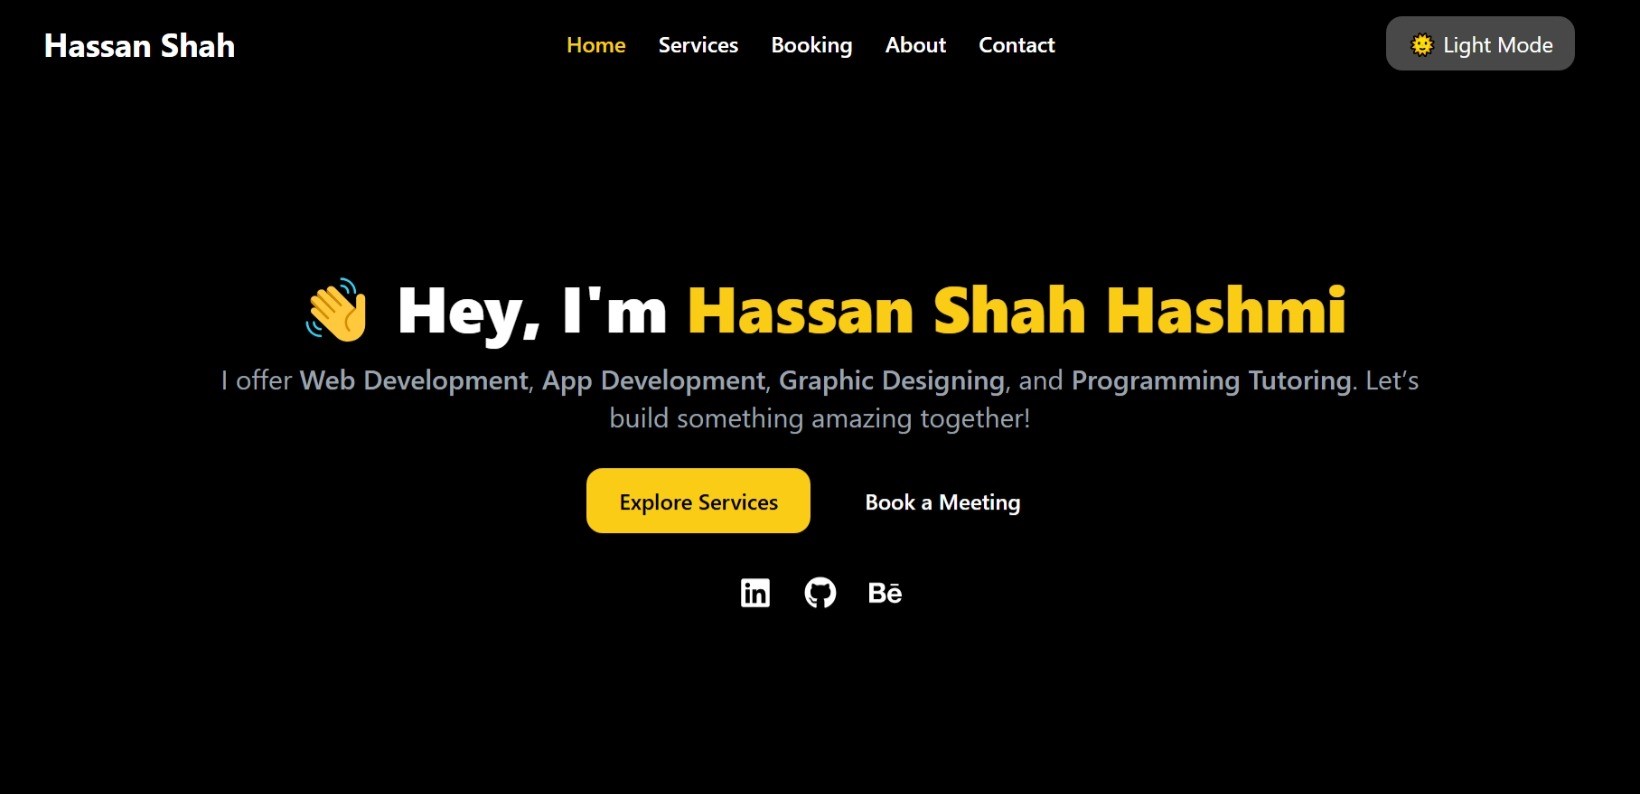 Hassan Shah
Home Services Booking About Contact
Light Mode
Hey, I'm Hassan Shah Hashmi
I offer Web Development, App Development, Graphic Designing, and Programming Tutoring. Let’s
build something amazing together!
Explore Services
Book a Meeting
in
Bē